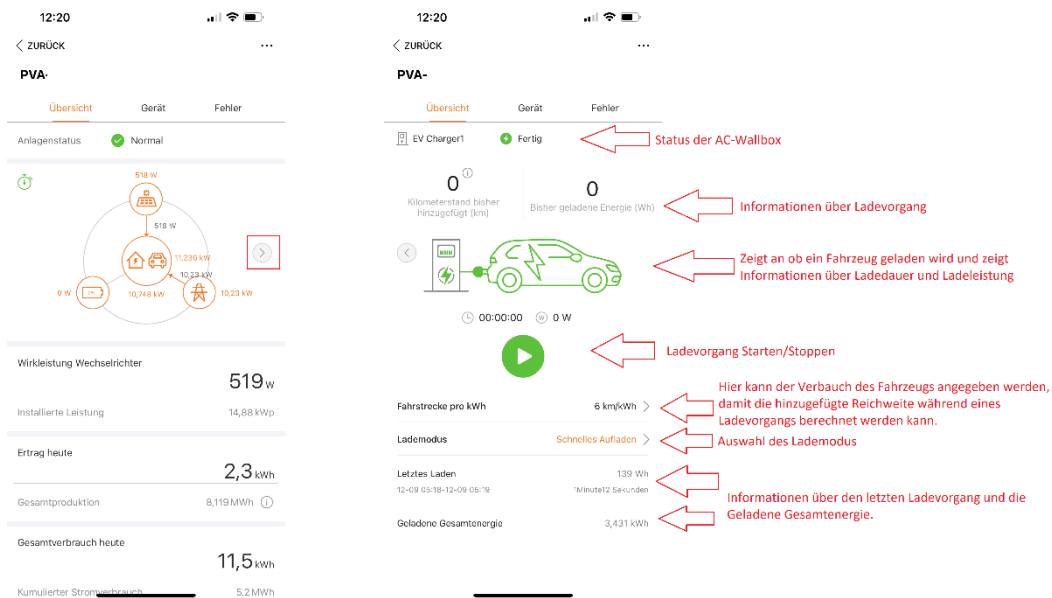 12:20
ZURÜCK
PVA-
Übersicht Gerät Fehler
Anlagenstatus Normal
518 W
518 W
11,236 kW
10,23 kW
0 W
10,748 kW
10,23 kW
Wirkleistung Wechselrichter
519 W
Installierte Leistung 14,88 kWp
Ertrag heute
2,3 kWh
Gesamtproduktion 8,119 MWh
Gesamtverbrauch heute
11,5 kWh
Kumulierter Stromverbrauch 5,2 MWh
12:20
ZURÜCK
PVA-
Übersicht Gerät Fehler
EV Charger1 Fertig
Status der AC-Wallbox
0
Kilometerstand bisher
hinzugefügt (km)
0
Bisher geladene Energie (Wh)
Informationen über Ladevorgang
Zeigt an ob ein Fahrzeug geladen wird und zeigt
Informationen über Ladedauer und Ladeleistung
00:00:00 W 0 W
Ladevorgang Starten/Stoppen
Fahrstrecke pro kWh 6 km/kWh
Hier kann der Verbauch des Fahrzeugs angegeben werden,
damit die hinzugefügte Reichweite während eines
Ladevorgangs berechnet werden kann.
Lademodus Schnelles Aufladen
Auswahl des Lademodus
Letztes Laden 139 Wh
12-09 05:18-12-09 05:19 1Minute12 Sekunden
Informationen über den letzten Ladevorgang und die
Geladene Gesamtenergie.
Geladene Gesamtenergie 3,431 kWh